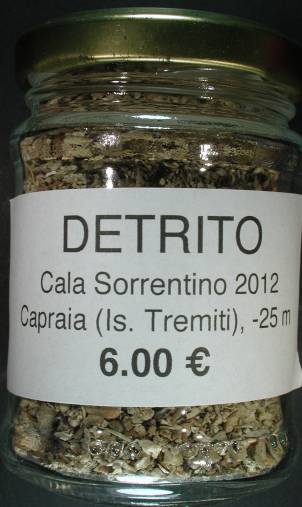 DETRITO
Cala Sorrentino 2012
Capraia (Is. Tremiti), -25 m
6.00 €